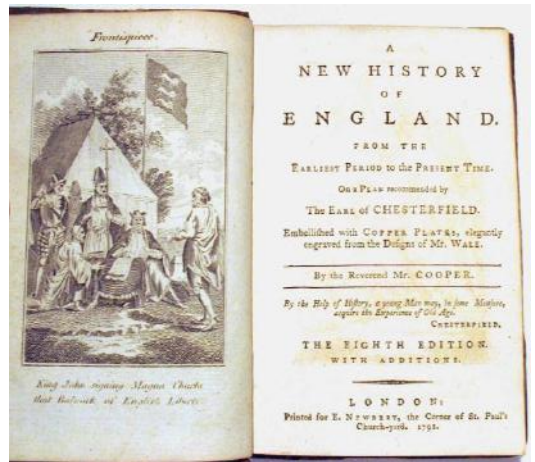 Frontispiece.
King John signing Magna Charta
that Bulwark of English Liberty
A
NEW HISTORY
OF
ENGLAND.
FROM THE
EARLIEST PERIOD to the PRESENT TIME.
On a PLAN recommended by
The EARL of CHESTERFIELD.
Embellished with COPPER PLATES, elegantly
engraved from the Designs of Mr. WALE.
By the Reverend Mr. COOPER.
By the Help of History, a young Man may, in some Measure,
acquire the Experience of Old Age.
CHESTERFIELD.
THE EIGHTH EDITION.
WITH ADDITIONS.
LONDON:
Printed for E. NEWBERY, the Corner of St. Paul's
Church-yard.